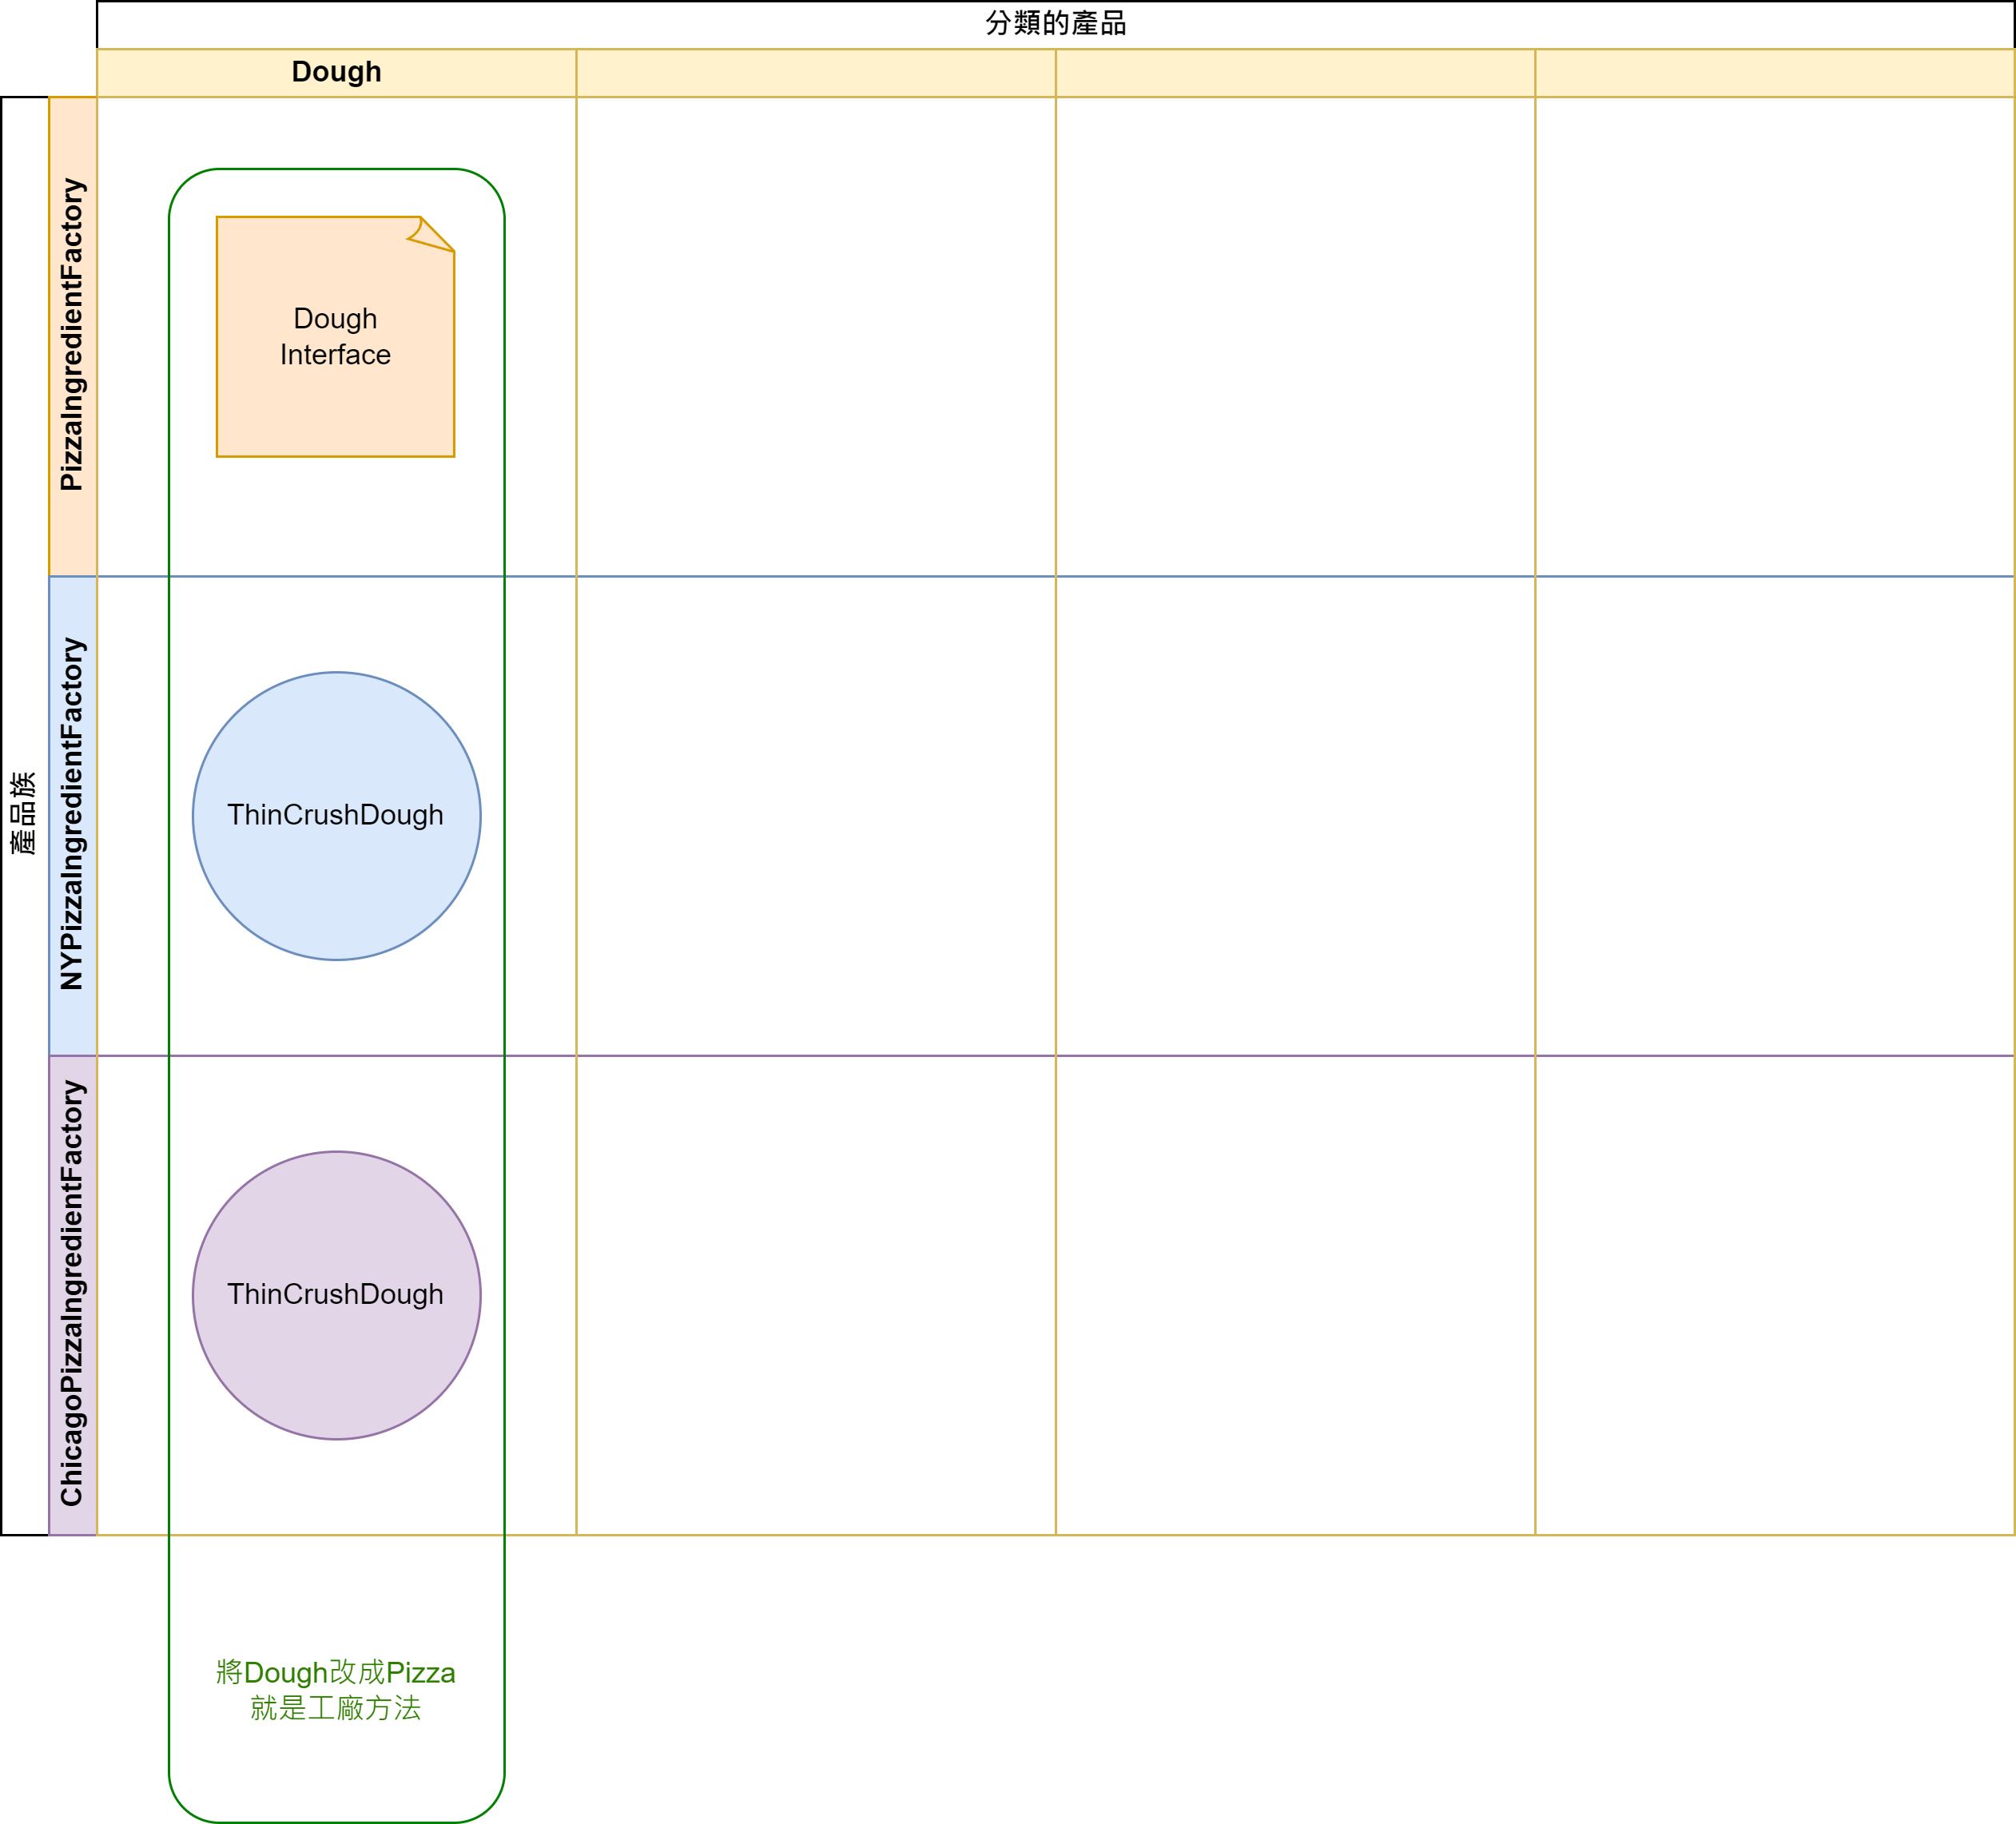 分類的產品
Dough
產品族
PizzaIngredientFactory
Dough
Interface
NYPizzaIngredientFactory
ThinCrushDough
ChicagoPizzaIngredientFactory
ThinCrushDough
將Dough改成Pizza
就是工廠方法